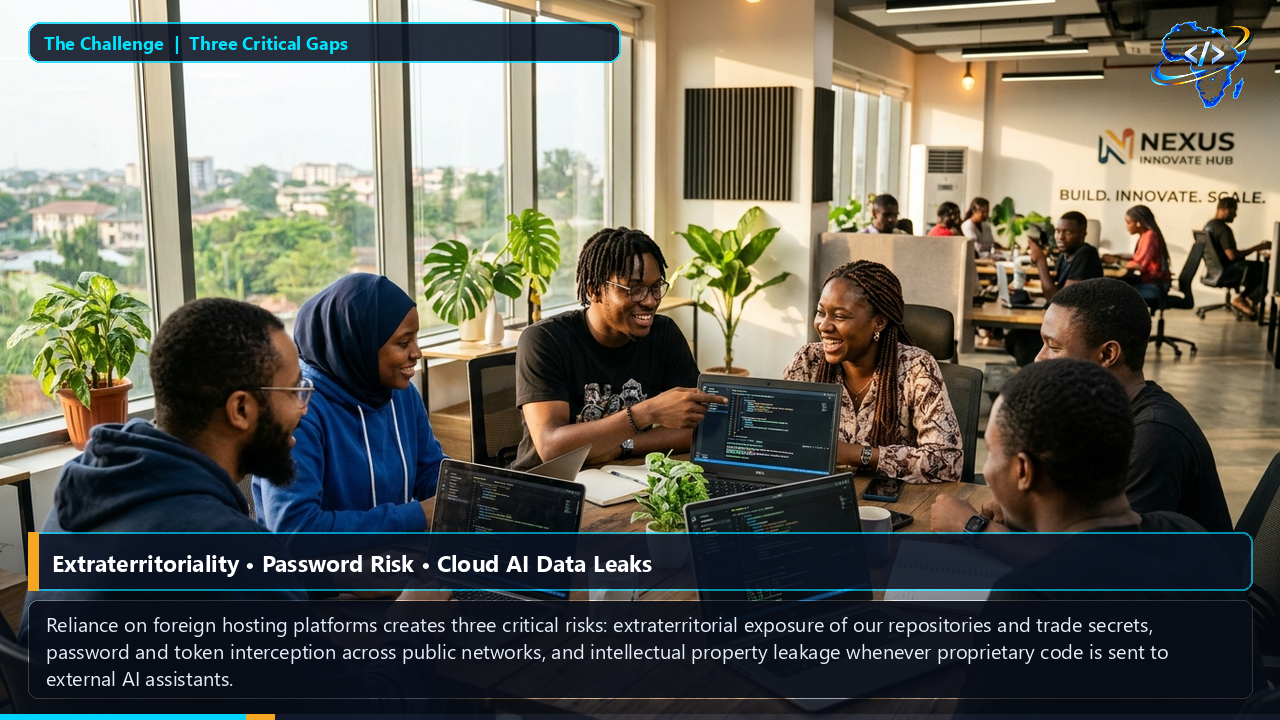 The Challenge | Three Critical Gaps
</>
NEXUS
INNOVATE HUB
BUILD. INNOVATE. SCALE.
Extraterritoriality • Password Risk • Cloud AI Data Leaks
Reliance on foreign hosting platforms creates three critical risks: extraterritorial exposure of our repositories and trade secrets,
password and token interception across public networks, and intellectual property leakage whenever proprietary code is sent to
external AI assistants.